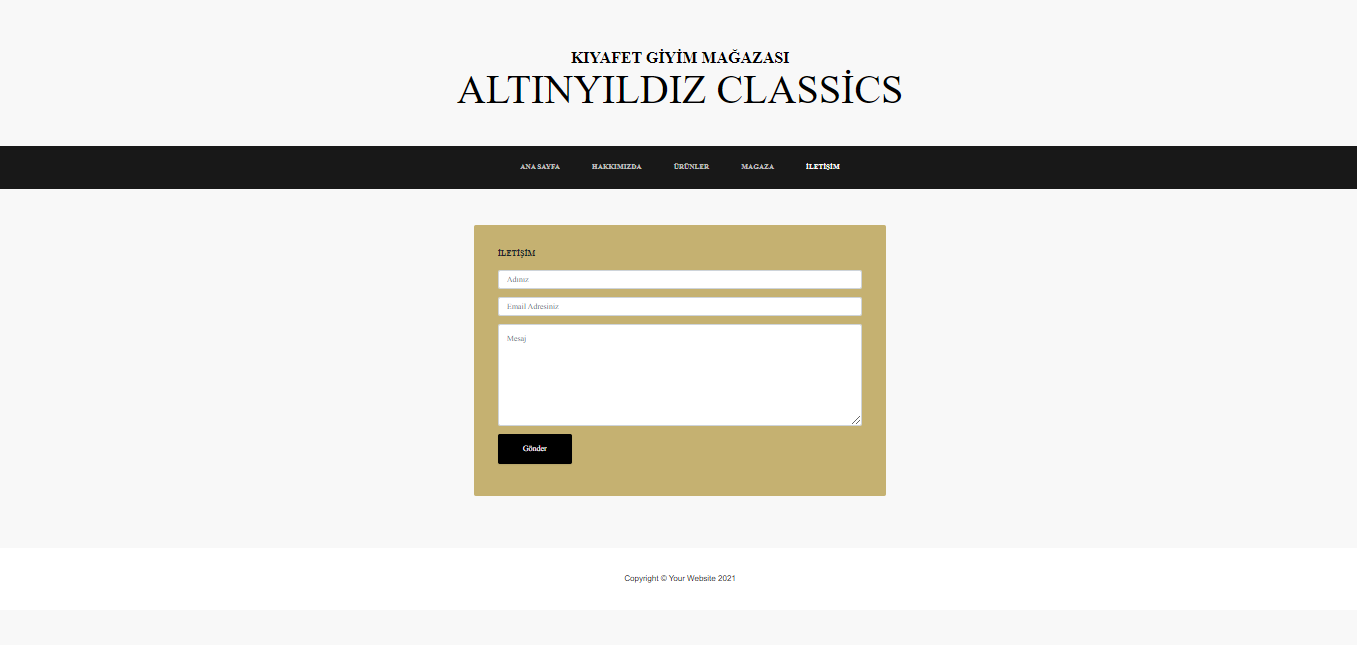 KIYAFET GİYİM MAĞAZASI
ALTINYILDIZ CLASSİCS
ANA SAYFA HAKKIMIZDA ÜRÜNLER MAGAZA İLETİŞİM
İLETİŞİM
Adınız
Email Adresiniz
Mesaj
Gönder
Copyright © Your Website 2021